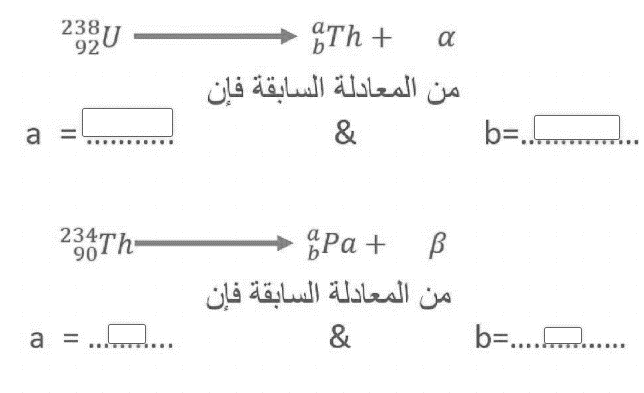 ²³⁸₉₂U ⟶ ᵃ_bTh + α
من المعادلة السابقة فإن
a = ........... & b=...............
²³⁴₉₀Th ⟶ ᵃ_bPa + β
من المعادلة السابقة فإن
a = ........... & b=...............